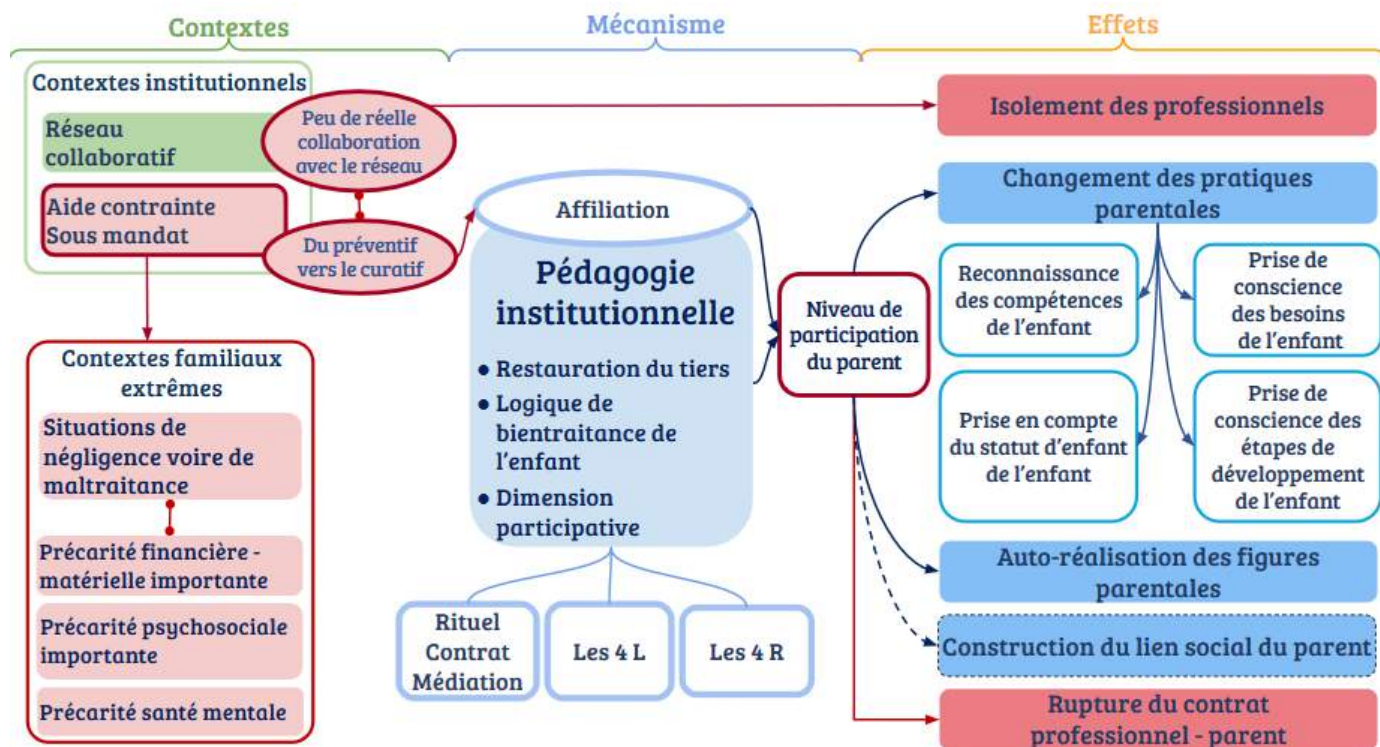 Contextes
Mécanisme
Effets
Contextes institutionnels
Réseau
collaboratif
Aide contrainte
Sous mandat
Peu de réelle
collaboration
avec le réseau
Du préventif
vers le curatif
Contextes familiaux
extrêmes
Situations de
négligence voire de
maltraitance
Précarité financière -
matérielle importante
Précarité psychosociale
importante
Précarité santé mentale
Affiliation
Pédagogie
institutionnelle
• Restauration du tiers
• Logique de
bientraitance de
l'enfant
• Dimension
participative
Rituel
Contrat
Médiation
Les 4 L
Les 4 R
Niveau de
participation
du parent
Isolement des professionnels
Changement des pratiques
parentales
Reconnaissance
des compétences
de l'enfant
Prise de
conscience
des besoins
de l'enfant
Prise en compte
du statut d'enfant
de l'enfant
Prise de
conscience des
étapes de
développement
de l'enfant
Auto-réalisation des figures
parentales
Construction du lien social du parent
Rupture du contrat
professionnel - parent